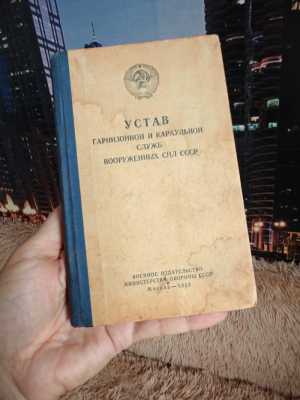 УСТАВ
ГАРНИЗОННОЙ И КАРАУЛЬНОЙ
СЛУЖБ
ВООРУЖЕННЫХ СИЛ СССР
ВОЕННОЕ ИЗДАТЕЛЬСТВО
МИНИСТЕРСТВА ОБОРОНЫ СССР
Москва —